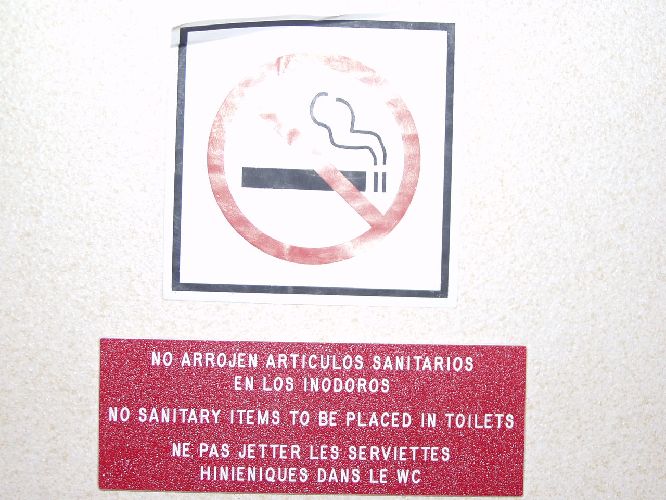 NO ARROJEN ARTICULOS SANITARIOS
EN LOS INODOROS
NO SANITARY ITEMS TO BE PLACED IN TOILETS
NE PAS JETTER LES SERVIETTES
HINIENIQUES DANS LE WC